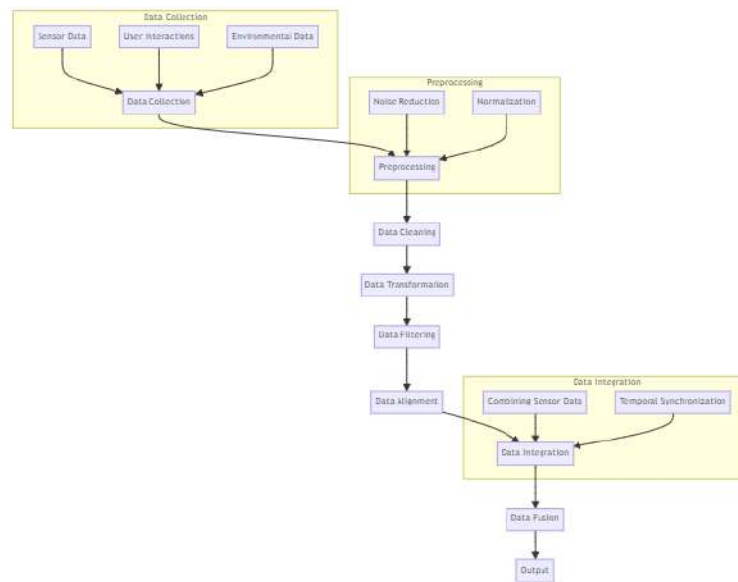 Data Collection
Sensor Data
User Interactions
Environmental Data
Data Collection
Preprocessing
Noise Reduction
Normalization
Preprocessing
Data Cleaning
Data Transformation
Data Filtering
Data Alignment
Data Integration
Combining Sensor Data
Temporal Synchronization
Data Integration
Data Fusion
Output